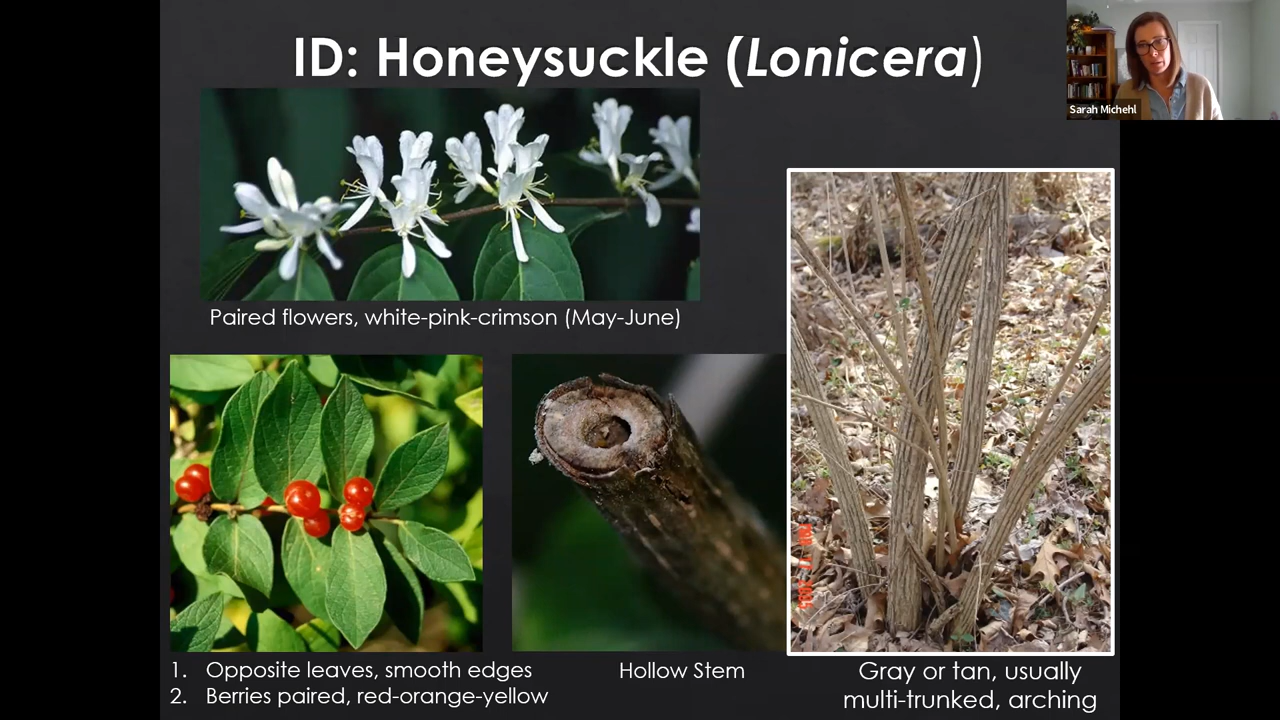 ID: Honeysuckle (Lonicera)
Sarah Michehl
Paired flowers, white-pink-crimson (May-June)
1. Opposite leaves, smooth edges
2. Berries paired, red-orange-yellow
Hollow Stem
Gray or tan, usually
multi-trunked, arching